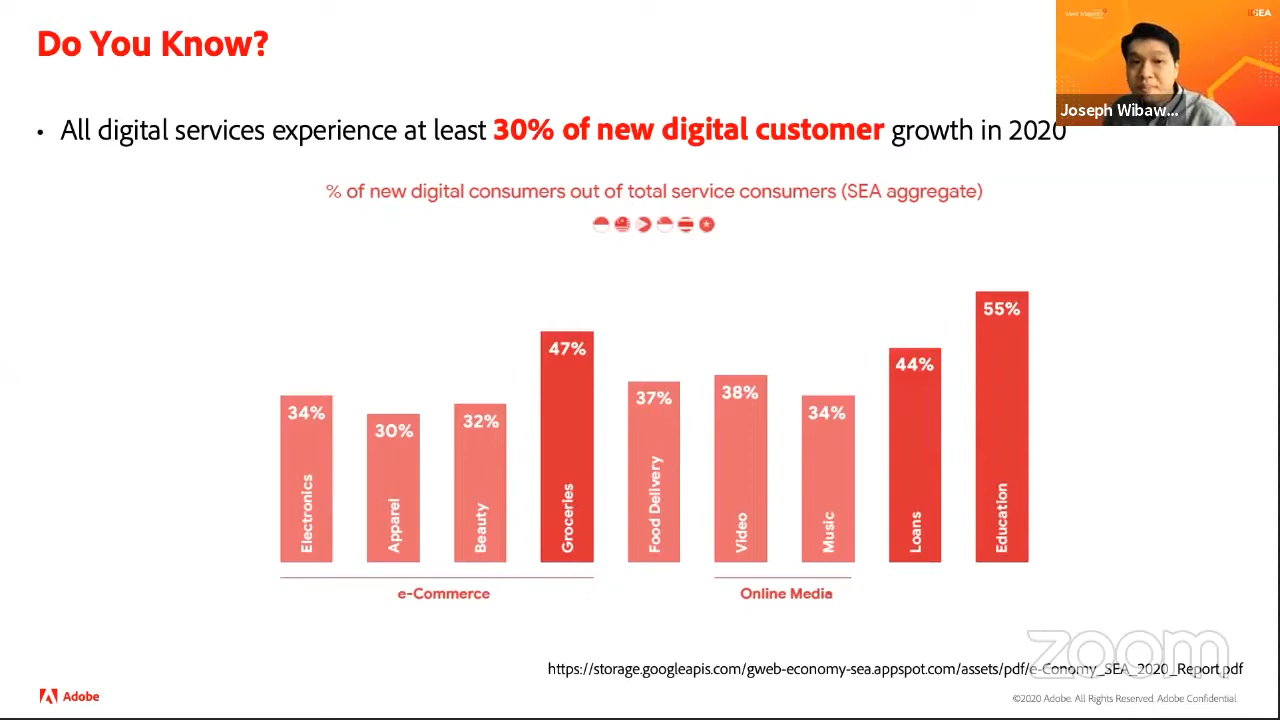 Do You Know?
Meet Magento
SEA
Joseph Wibaw...
• All digital services experience at least 30% of new digital customer growth in 2020
% of new digital consumers out of total service consumers (SEA aggregate)
34%
Electronics
30%
Apparel
32%
Beauty
47%
Groceries
37%
Food Delivery
38%
Video
34%
Music
44%
Loans
55%
Education
e-Commerce
Online Media
zoom
https://storage.googleapis.com/gweb-economy-sea.appspot.com/assets/pdf/e-Conomy_SEA_2020_Report.pdf
Adobe
©2020 Adobe. All Rights Reserved. Adobe Confidential.